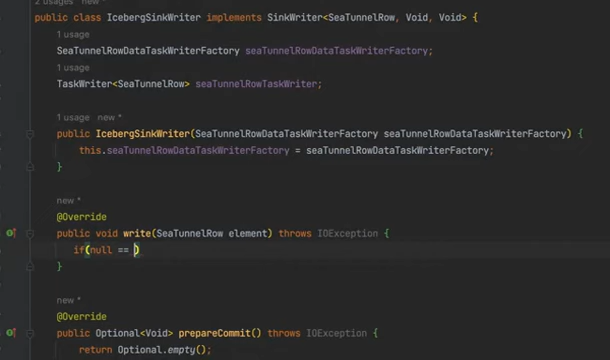 2 usages   new *
public class IcebergSinkWriter implements SinkWriter<SeaTunnelRow, Void, Void> {
1 usage
SeaTunnelRowDataTaskWriterFactory seaTunnelRowDataTaskWriterFactory;
1 usage
TaskWriter<SeaTunnelRow> seaTunnelRowTaskWriter;
1 usage   new *
public IcebergSinkWriter(SeaTunnelRowDataTaskWriterFactory seaTunnelRowDataTaskWriterFactory) {
this.seaTunnelRowDataTaskWriterFactory = seaTunnelRowDataTaskWriterFactory;
}
new *
@Override
public void write(SeaTunnelRow element) throws IOException {
if(null == )
}
new *
@Override
public Optional<Void> prepareCommit() throws IOException {
return Optional.empty();